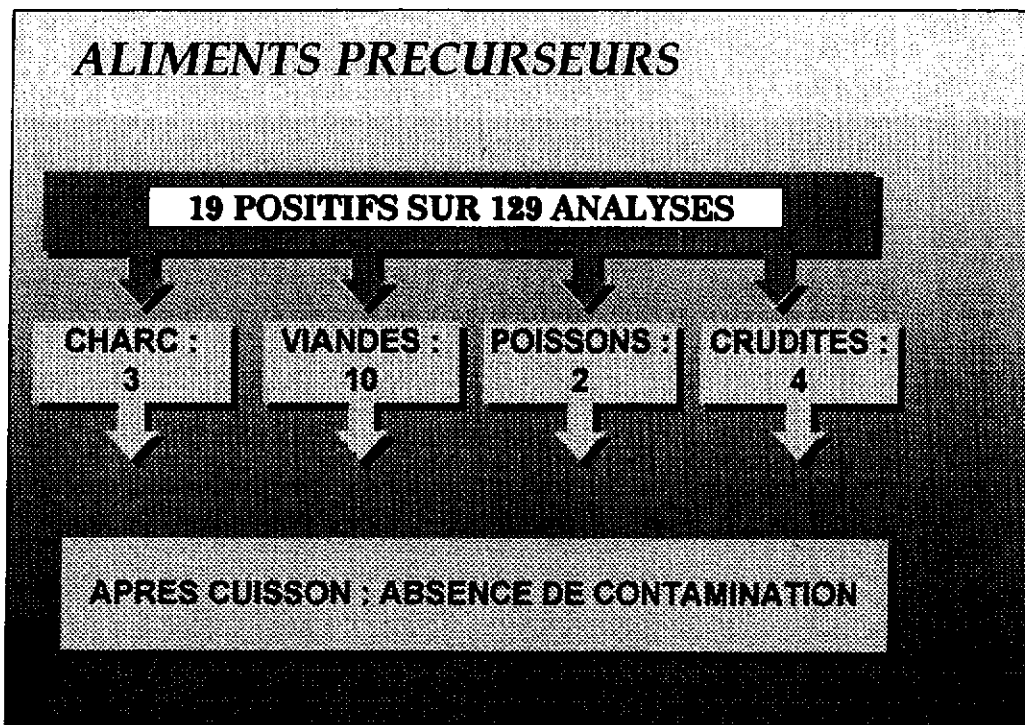 ALIMENTS PRECURSEURS
19 POSITIFS SUR 129 ANALYSES
CHARC :
3
VIANDES :
10
POISSONS :
2
CRUDITES :
4
APRES CUISSON : ABSENCE DE CONTAMINATION